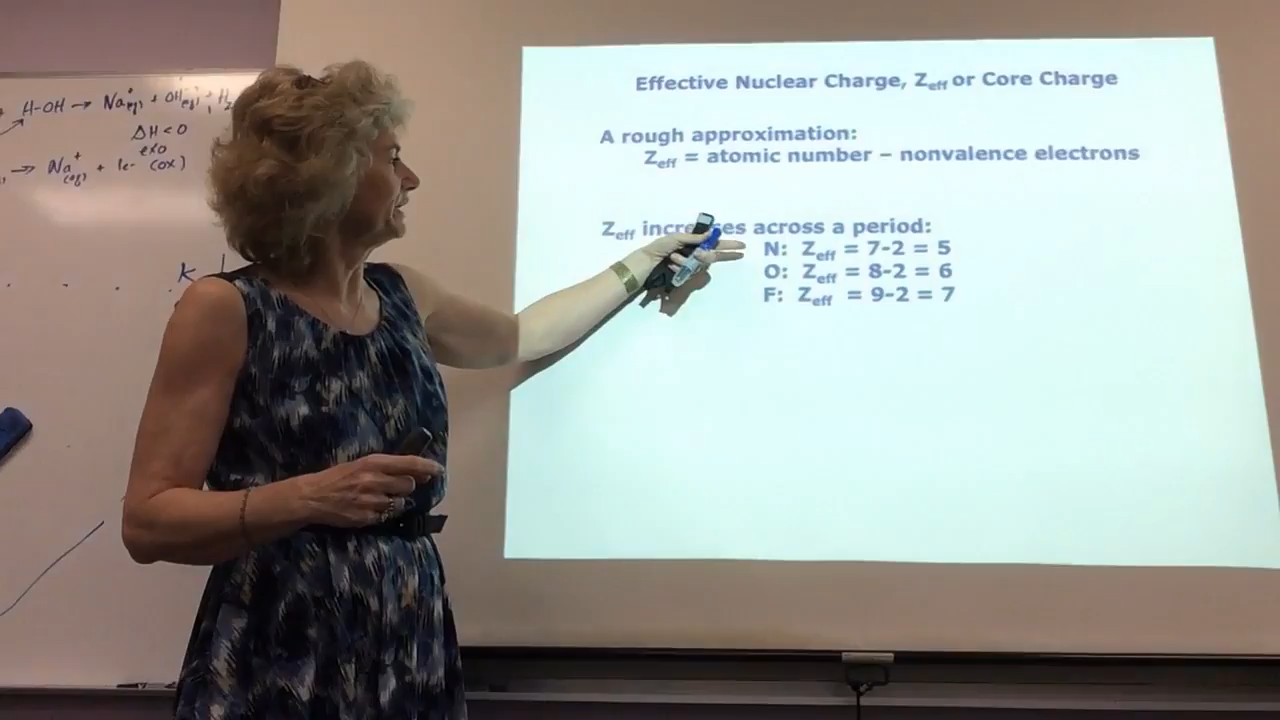 H-OH → Na⁺(aq) + OH⁻(aq) + H₂
ΔH<0
exo
→ Na⁺(aq) + 1e- (ox)
K
Effective Nuclear Charge, Zeff or Core Charge
A rough approximation:
Zeff = atomic number – nonvalence electrons
Zeff across a period:
N: Zeff = 7-2 = 5
O: Zeff = 8-2 = 6
F: Zeff = 9-2 = 7